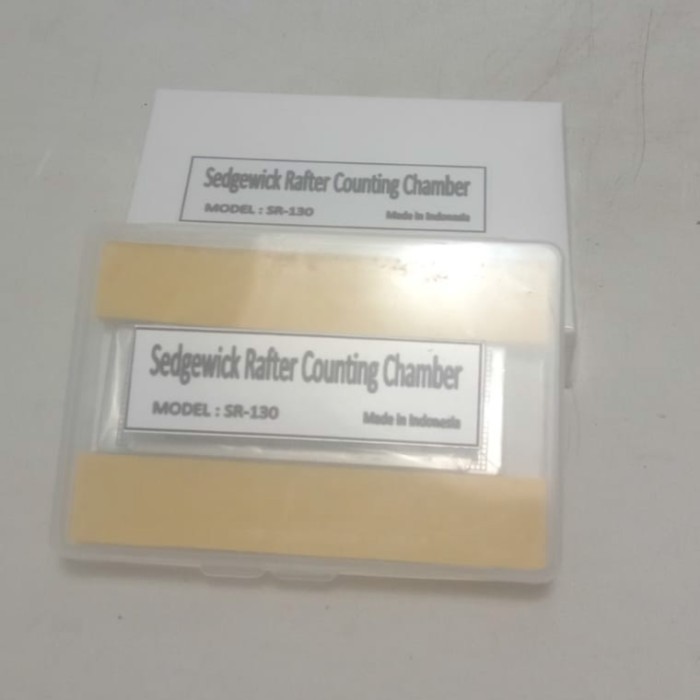 Sedgewick Rafter Counting Chamber
MODEL : SR-130 Made In Indonesia
Sedgewick Rafter Counting Chamber
MODEL : SR-130 Made In Indonesia